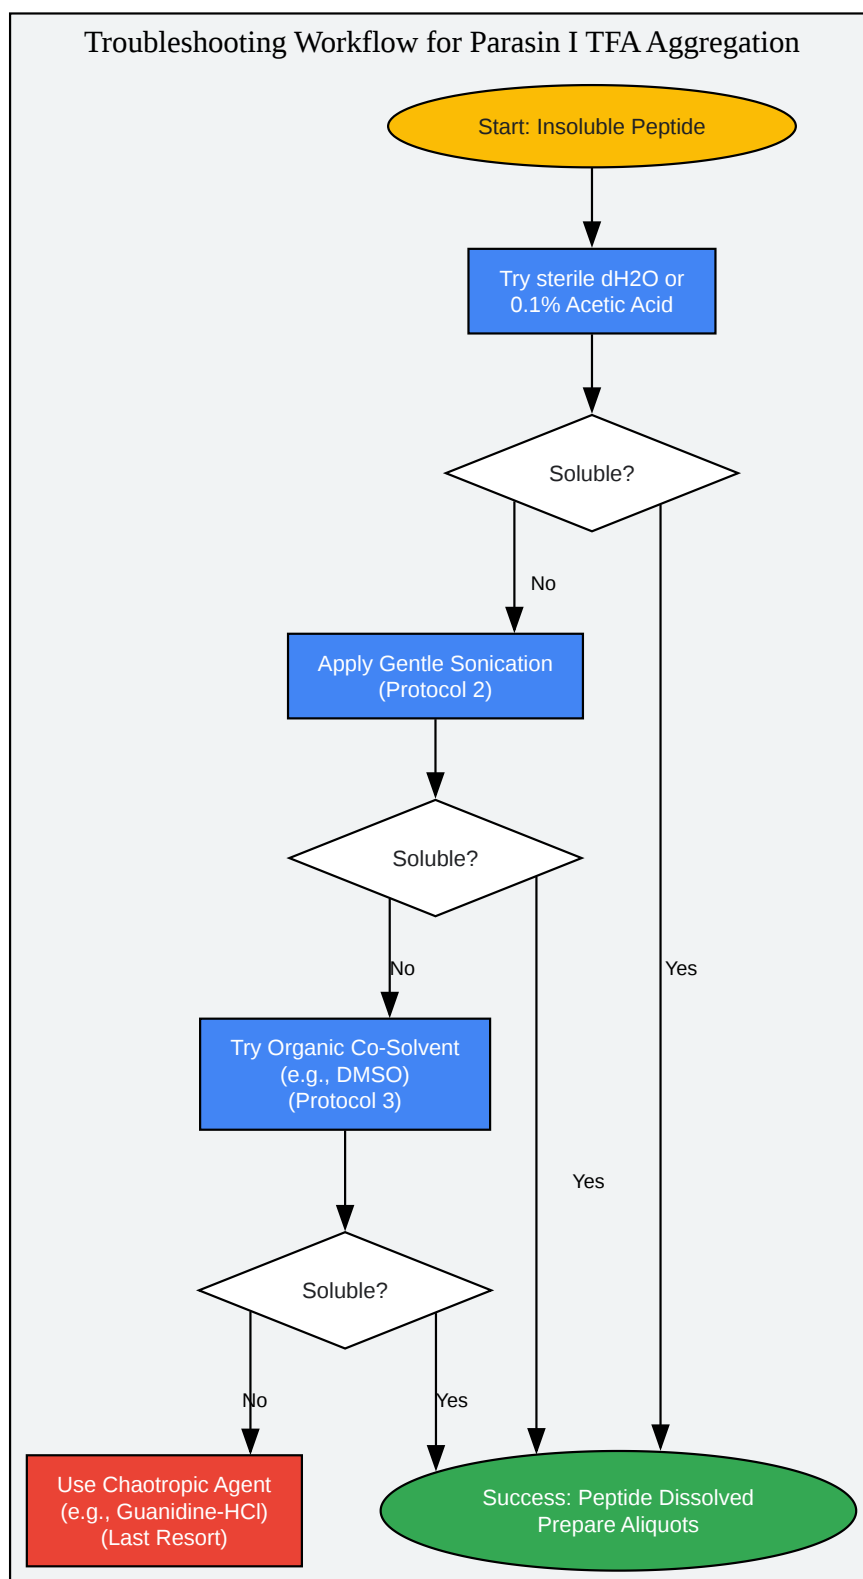 Troubleshooting Workflow for Parasin I TFA Aggregation
Start: Insoluble Peptide
Try sterile dH2O or
0.1% Acetic Acid
Soluble?
No
Apply Gentle Sonication
(Protocol 2)
Soluble?
No
Yes
Try Organic Co-Solvent
(e.g., DMSO)
(Protocol 3)
Yes
Soluble?
No
Yes
Use Chaotropic Agent
(e.g., Guanidine-HCl)
(Last Resort)
Success: Peptide Dissolved
Prepare Aliquots